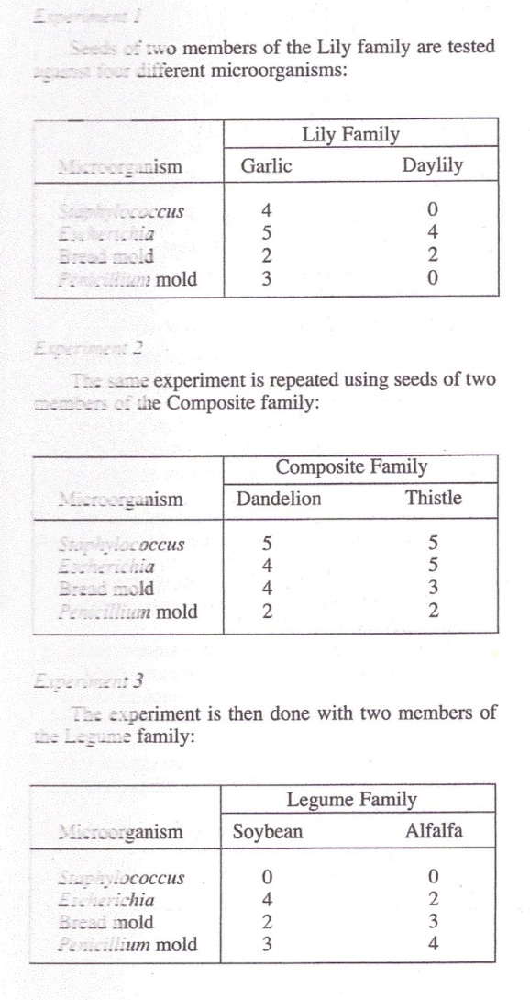 Experiment 1
Seeds of two members of the Lily family are tested
against four different microorganisms:
Lily Family
Microorganism Garlic Daylily
Staphylococcus 4 0
Escherichia 5 4
Bread mold 2 2
Penicillium mold 3 0
Experiment 2
The same experiment is repeated using seeds of two
members of the Composite family:
Composite Family
Microorganism Dandelion Thistle
Staphylococcus 5 5
Escherichia 4 5
Bread mold 4 3
Penicillium mold 2 2
Experiment 3
The experiment is then done with two members of
the Legume family:
Legume Family
Microorganism Soybean Alfalfa
Staphylococcus 0 0
Escherichia 4 2
Bread mold 2 3
Penicillium mold 3 4